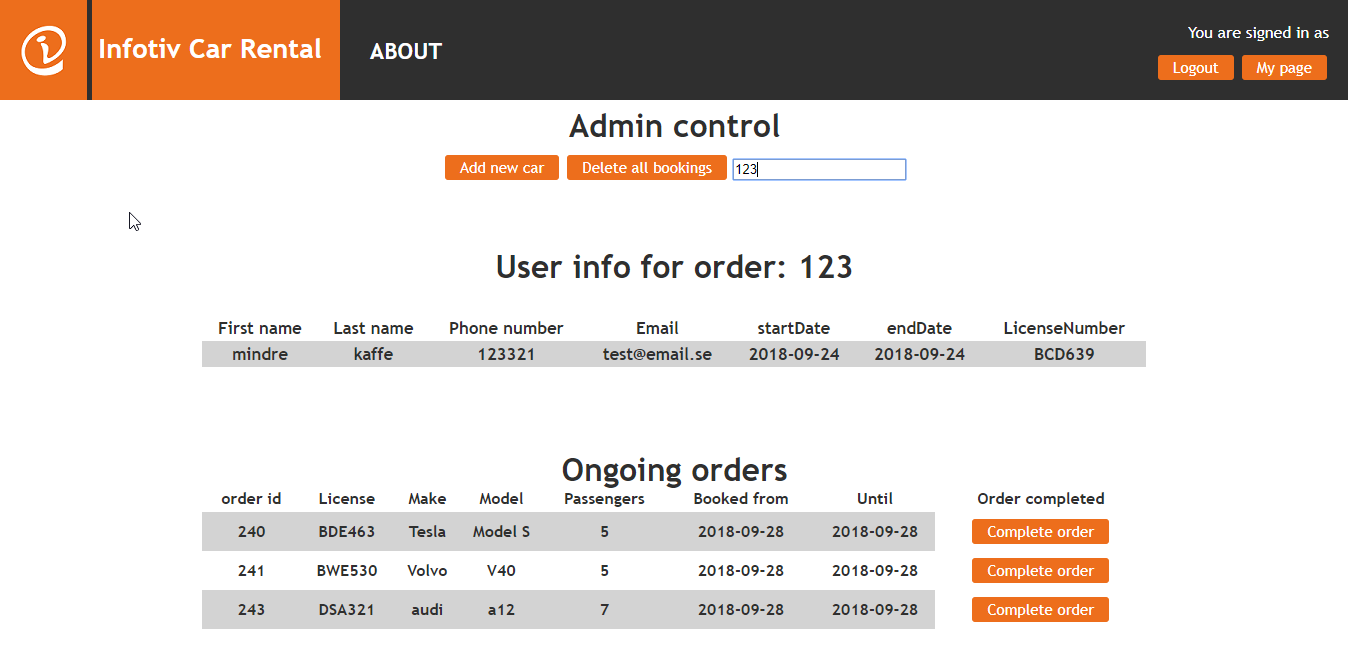 You are signed in as
Infotiv Car Rental ABOUT
Logout My page
Admin control
Add new car Delete all bookings 123
User info for order: 123
First name Last name Phone number Email startDate endDate LicenseNumber
mindre kaffe 123321 test@email.se 2018-09-24 2018-09-24 BCD639
Ongoing orders
order id License Make Model Passengers Booked from Until Order completed
240 BDE463 Tesla Model S 5 2018-09-28 2018-09-28 Complete order
241 BWE530 Volvo V40 5 2018-09-28 2018-09-28 Complete order
243 DSA321 audi a12 7 2018-09-28 2018-09-28 Complete order